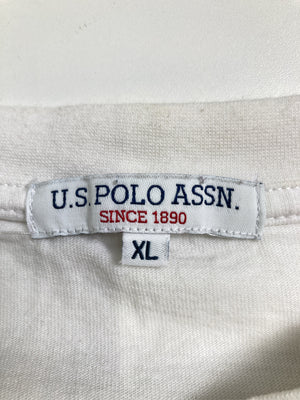 U.S. POLO ASSN.
SINCE 1890
XL